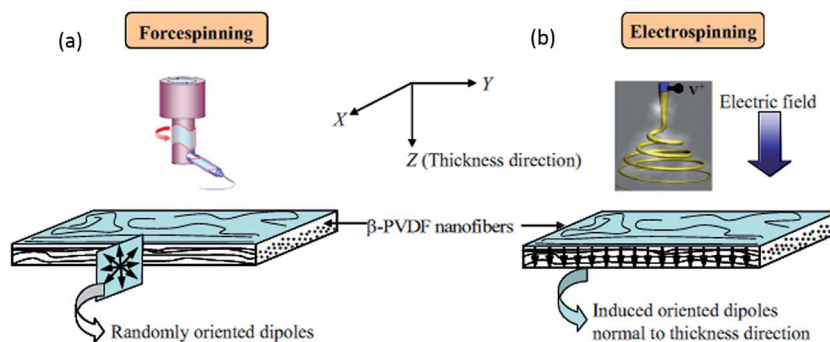 (a)
Forcespinning
(b)
Electrospinning
V+
Electric field
X
Y
Z (Thickness direction)
β-PVDF nanofibers
Randomly oriented dipoles
Induced oriented dipoles
normal to thickness direction